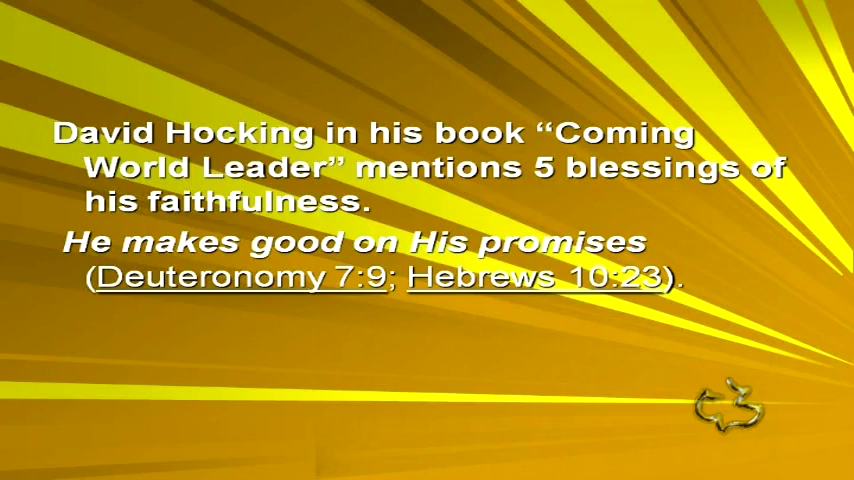 David Hocking in his book “Coming
World Leader” mentions 5 blessings of
his faithfulness.
He makes good on His promises
(Deuteronomy 7:9; Hebrews 10:23).